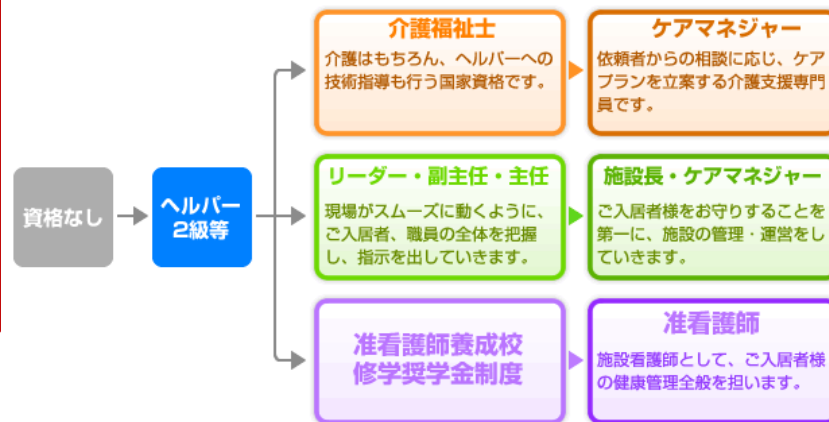 資格なし
ヘルパー
2級等
介護福祉士
介護はもちろん、ヘルパーへの
技術指導も行う国家資格です。
ケアマネジャー
依頼者からの相談に応じ、ケア
プランを立案する介護支援専門
員です。
リーダー・副主任・主任
現場がスムーズに動くように、
ご入居者、職員の全体を把握
し、指示を出していきます。
施設長・ケアマネジャー
ご入居者様をお守りすることを
第一に、施設の管理・運営をし
ていきます。
准看護師養成校
修学奨学金制度
准看護師
施設看護師として、ご入居者様
の健康管理全般を担います。